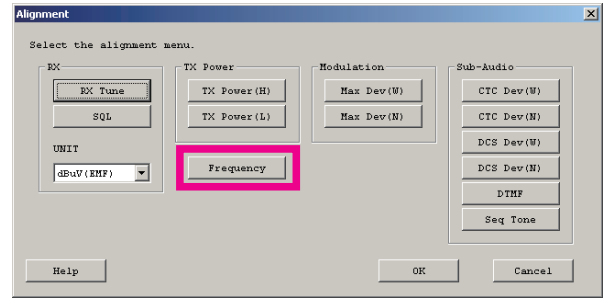 Alignment
Select the alignment menu.
RX
RX Tune
SQL
UNIT
dBuV(EMF)
TX Power
TX Power(H)
TX Power(L)
Frequency
Modulation
Max Dev(W)
Max Dev(N)
Sub-Audio
CTC Dev(W)
CTC Dev(N)
DCS Dev(W)
DCS Dev(N)
DTMF
Seq Tone
Help
OK
Cancel